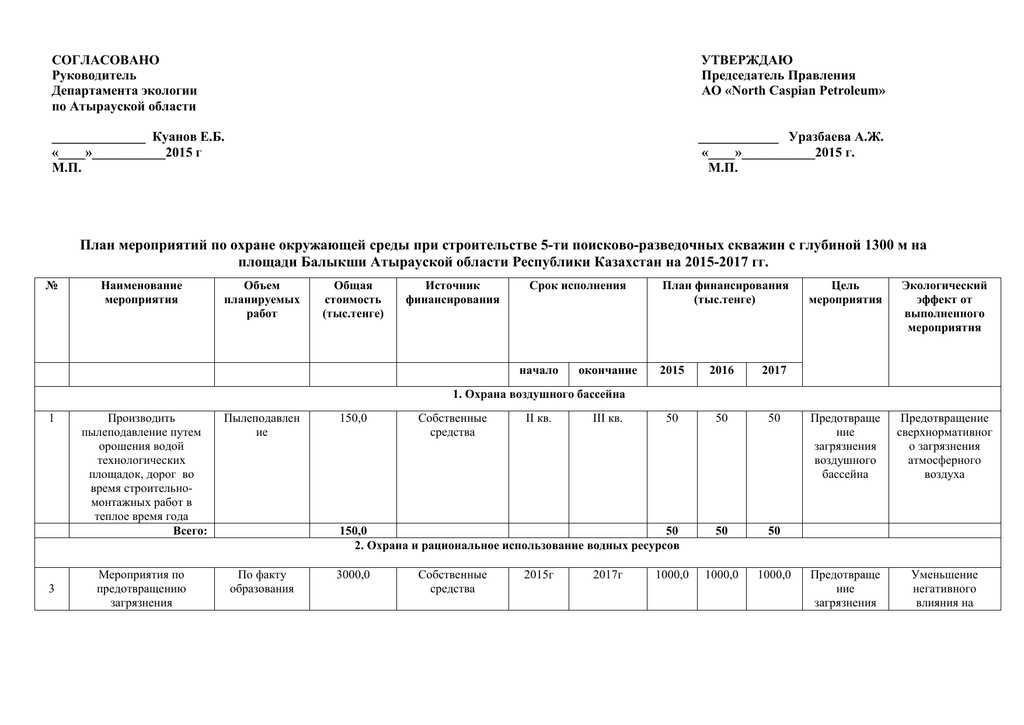 СОГЛАСОВАНО
Руководитель
Департамента экологии
по Атырауской области
______________ Куанов Е.Б.
«____»___________2015 г
М.П.
УТВЕРЖДАЮ
Председатель Правления
АО «North Caspian Petroleum»
____________ Уразбаева А.Ж.
«____»___________2015 г.
М.П.
План мероприятий по охране окружающей среды при строительстве 5-ти поисково-разведочных скважин с глубиной 1300 м на
площади Балыкши Атырауской области Республики Казахстан на 2015-2017 гг.
№
Наименование
мероприятия
Объем
планируемых
работ
Общая
стоимость
(тыс.тенге)
Источник
финансирования
Срок исполнения
План финансирования
(тыс.тенге)
Цель
мероприятия
Экологический
эффект от
выполненного
мероприятия
начало окончание 2015 2016 2017
1. Охрана воздушного бассейна
1
Производить
пылеподавление путем
орошения водой
технологических
площадок, дорог во
время строительно-
монтажных работ в
теплое время года
Пылеподавлен
ие
150,0
Собственные
средства
II кв.
III кв.
50
50
50
Предотвраще
ние
загрязнения
воздушного
бассейна
Предотвращение
сверхнормативног
о загрязнения
атмосферного
воздуха
Всего: 150,0 50 50 50
2. Охрана и рациональное использование водных ресурсов
3
Мероприятия по
предотвращению
загрязнения
По факту
образования
3000,0
Собственные
средства
2015г
2017г
1000,0
1000,0
1000,0
Предотвраще
ние
загрязнения
Уменьшение
негативного
влияния на